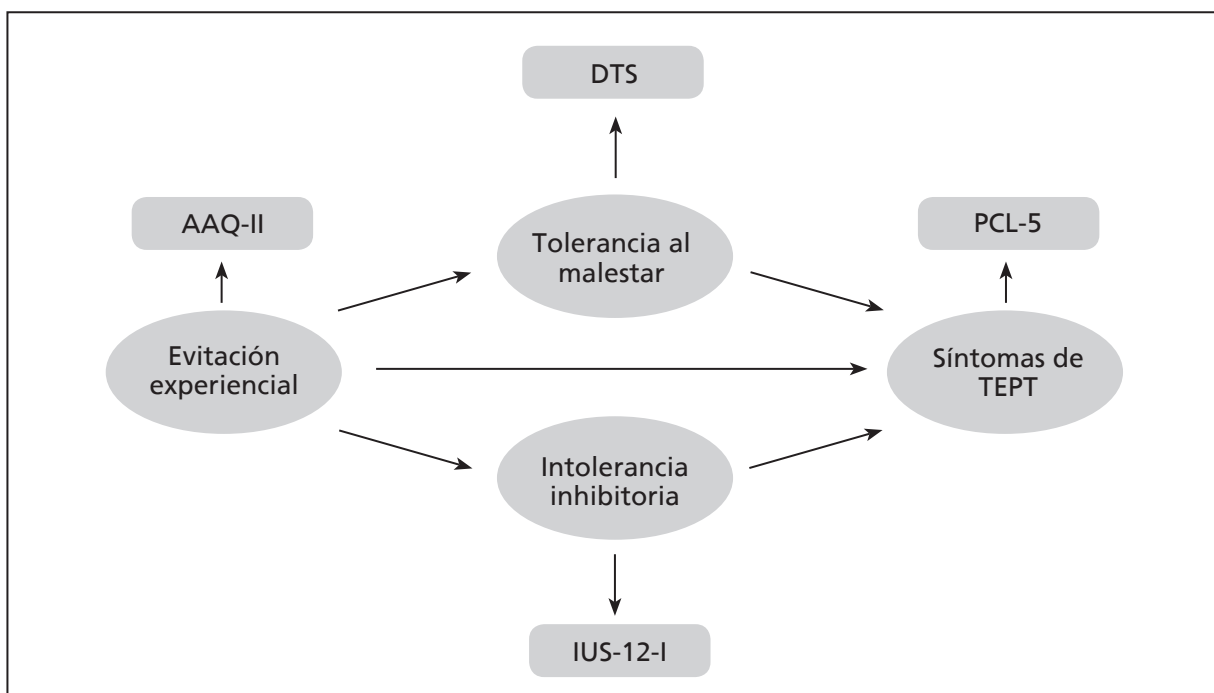 DTS
AAQ-II
Tolerancia al
malestar
PCL-5
Evitación
experiencial
Síntomas de
TEPT
Intolerancia
inhibitoria
IUS-12-I